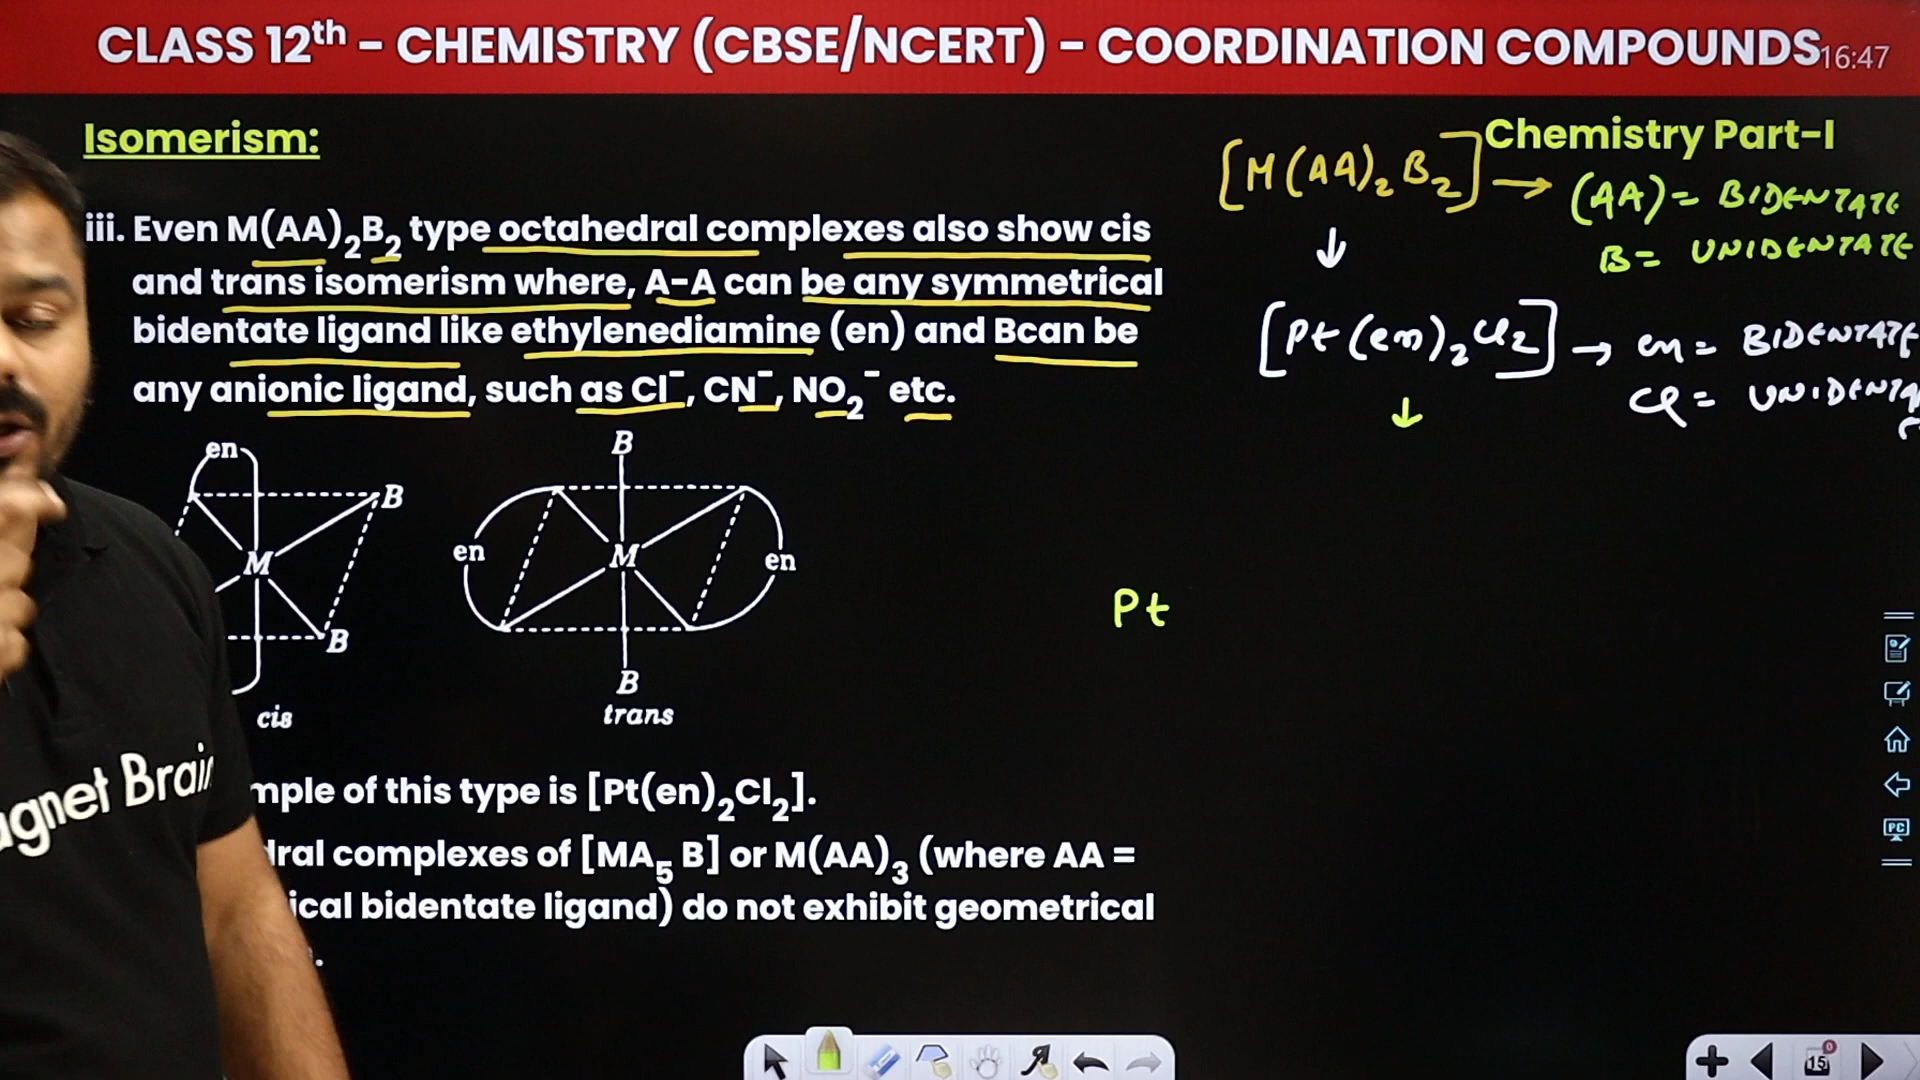 CLASS 12th – CHEMISTRY (CBSE/NCERT) – COORDINATION COMPOUNDS
16:47
Isomerism:
Chemistry Part-I
iii. Even M(AA)₂B₂ type octahedral complexes also show cis
and trans isomerism where, A-A can be any symmetrical
bidentate ligand like ethylenediamine (en) and Bcan be
any anionic ligand, such as Cl⁻, CN⁻, NO₂⁻ etc.
[M(AA)₂B₂] → (AA) = BIDENTATE
B = UNIDENTATE
↓
[Pt(en)₂Cl₂] → en = BIDENTATE
Cl = UNIDENTA
↓
Pt
en
B
M
B
cis
B
en
M
en
B
trans
mple of this type is [Pt(en)₂Cl₂].
dral complexes of [MA₅ B] or M(AA)₃ (where AA =
ical bidentate ligand) do not exhibit geometrical
.
agnet Brain
PC
15
0